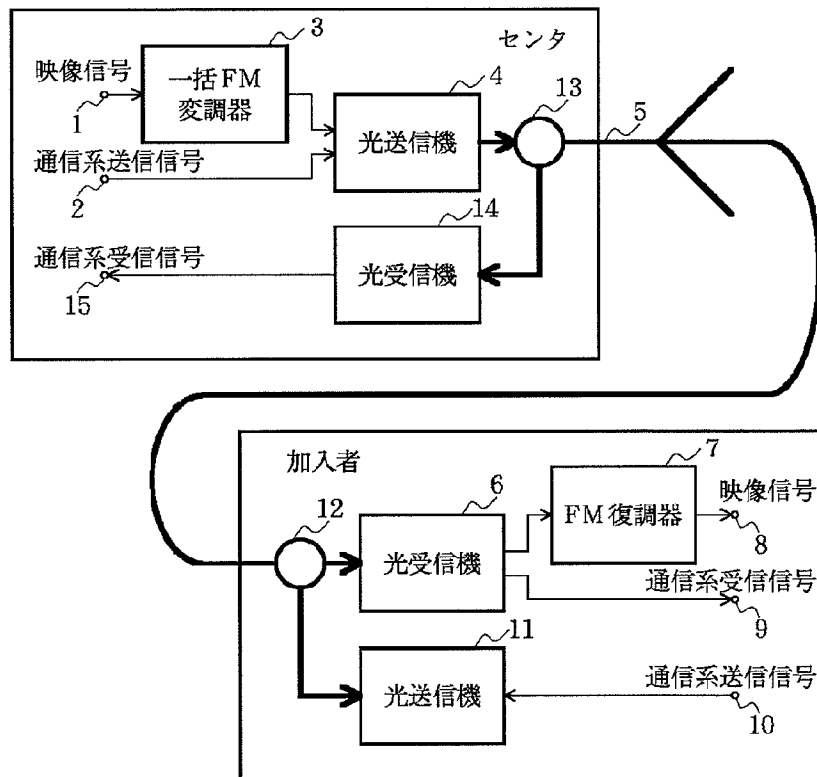 3
センタ
映像信号
一括FM
変調器
4
13
1
光送信機
5
通信系送信信号
2
14
通信系受信信号
光受信機
15
加入者
7
6
映像信号
12
FM復調器
8
光受信機
通信系受信信号
9
11
光送信機
通信系送信信号
10